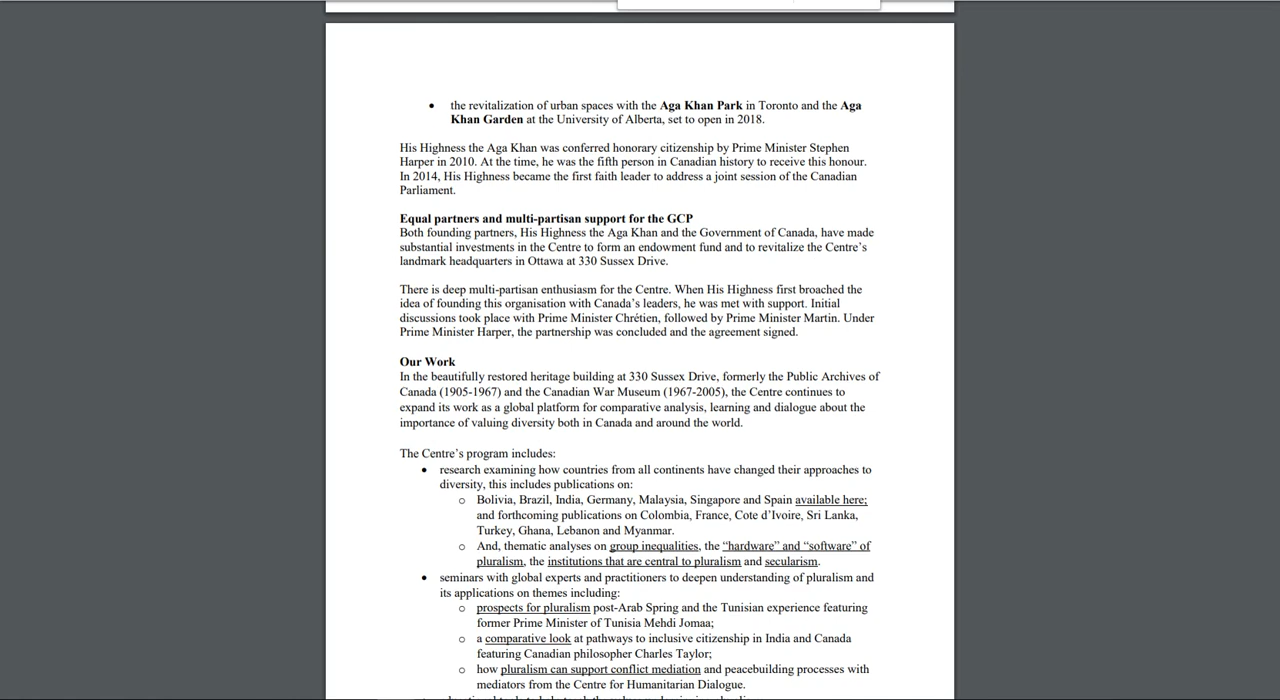 • the revitalization of urban spaces with the Aga Khan Park in Toronto and the Aga
Khan Garden at the University of Alberta, set to open in 2018.
His Highness the Aga Khan was conferred honorary citizenship by Prime Minister Stephen
Harper in 2010. At the time, he was the fifth person in Canadian history to receive this honour.
In 2014, His Highness became the first faith leader to address a joint session of the Canadian
Parliament.
Equal partners and multi-partisan support for the GCP
Both founding partners, His Highness the Aga Khan and the Government of Canada, have made
substantial investments in the Centre to form an endowment fund and to revitalize the Centre's
landmark headquarters in Ottawa at 330 Sussex Drive.
There is deep multi-partisan enthusiasm for the Centre. When His Highness first broached the
idea of founding this organisation with Canada's leaders, he was met with support. Initial
discussions took place with Prime Minister Chrétien, followed by Prime Minister Martin. Under
Prime Minister Harper, the partnership was concluded and the agreement signed.
Our Work
In the beautifully restored heritage building at 330 Sussex Drive, formerly the Public Archives of
Canada (1905-1967) and the Canadian War Museum (1967-2005), the Centre continues to
expand its work as a global platform for comparative analysis, learning and dialogue about the
importance of valuing diversity both in Canada and around the world.
The Centre's program includes:
• research examining how countries from all continents have changed their approaches to
diversity, this includes publications on:
o Bolivia, Brazil, India, Germany, Malaysia, Singapore and Spain available here;
and forthcoming publications on Colombia, France, Cote d'Ivoire, Sri Lanka,
Turkey, Ghana, Lebanon and Myanmar.
o And, thematic analyses on group inequalities, the "hardware" and "software" of
pluralism, the institutions that are central to pluralism and secularism.
• seminars with global experts and practitioners to deepen understanding of pluralism and
its applications on themes including:
o prospects for pluralism post-Arab Spring and the Tunisian experience featuring
former Prime Minister of Tunisia Mehdi Jomaa;
o a comparative look at pathways to inclusive citizenship in India and Canada
featuring Canadian philosopher Charles Taylor;
o how pluralism can support conflict mediation and peacebuilding processes with
mediators from the Centre for Humanitarian Dialogue.